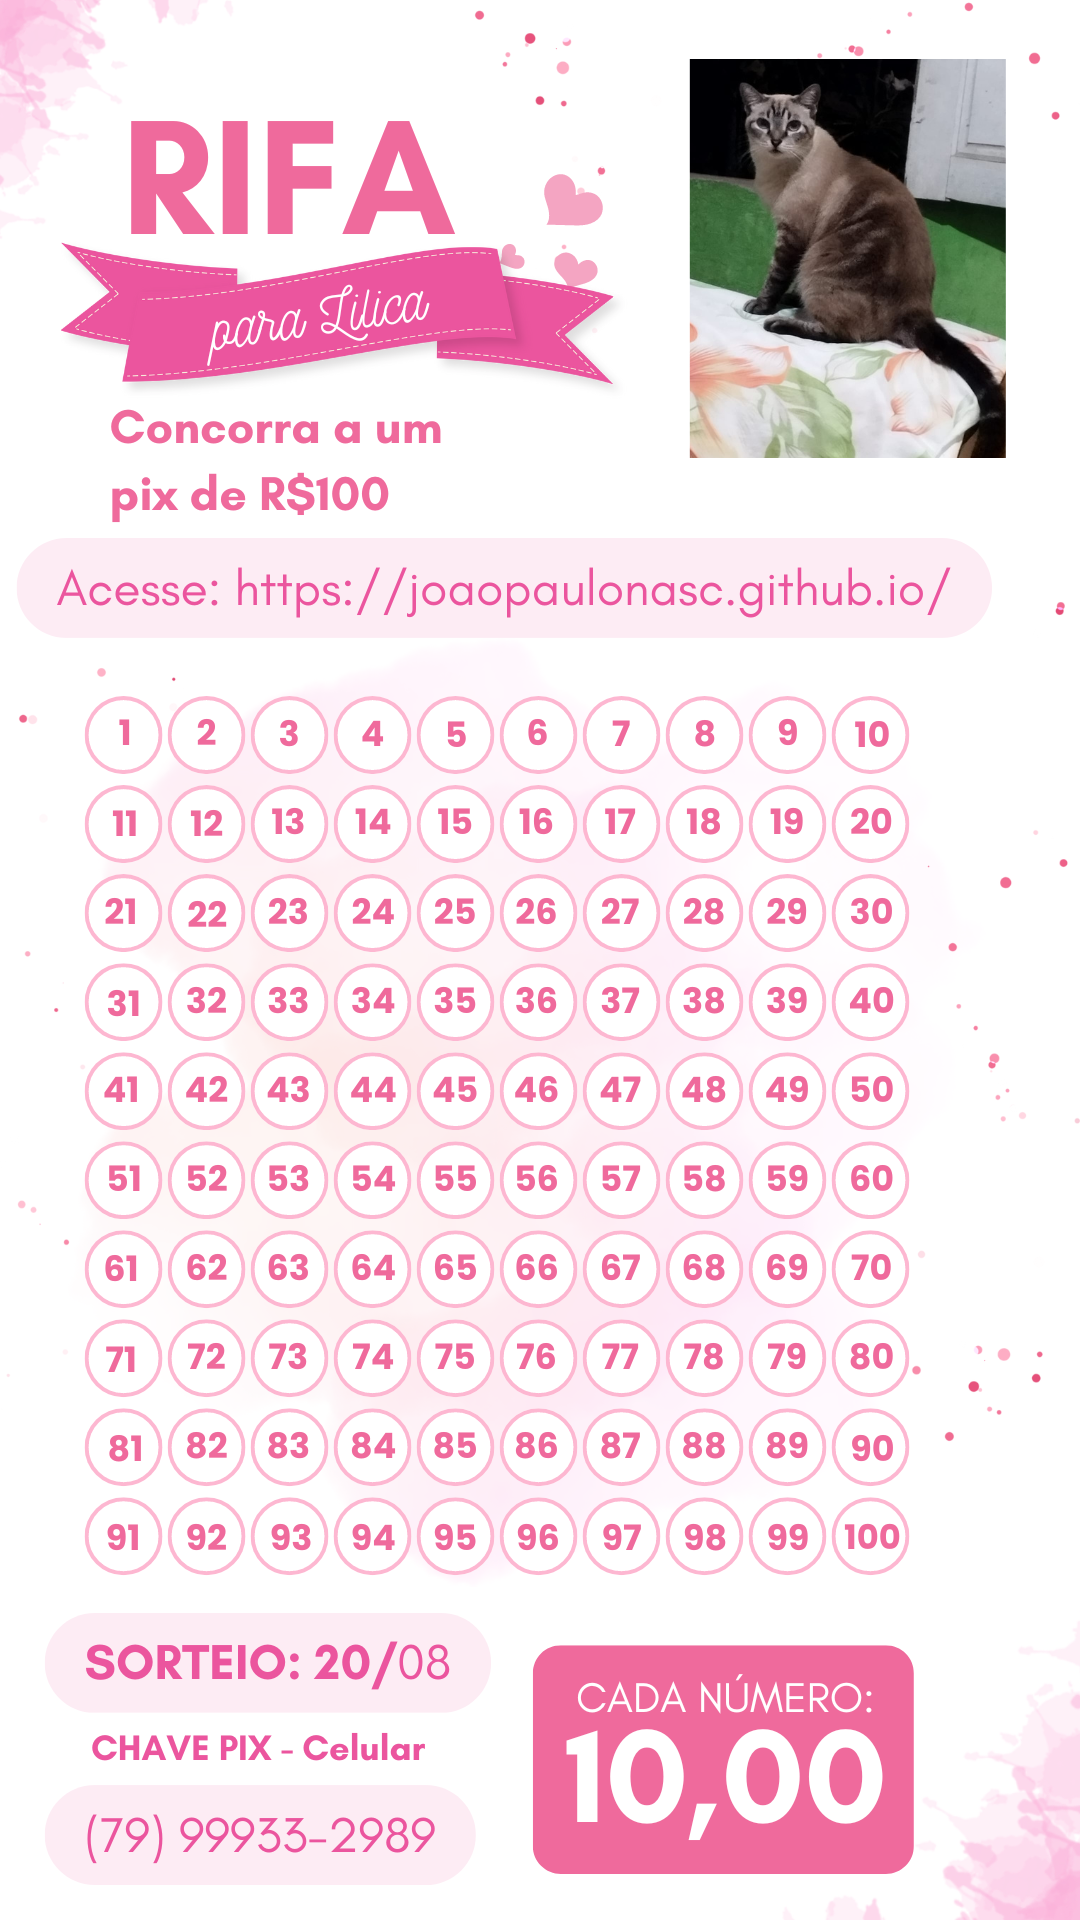 RIFA
para Lilica
Concorra a um
pix de R$100
Acesse: https://joaopaulonasc.github.io/
1 2 3 4 5 6 7 8 9 10
11 12 13 14 15 16 17 18 19 20
21 22 23 24 25 26 27 28 29 30
31 32 33 34 35 36 37 38 39 40
41 42 43 44 45 46 47 48 49 50
51 52 53 54 55 56 57 58 59 60
61 62 63 64 65 66 67 68 69 70
71 72 73 74 75 76 77 78 79 80
81 82 83 84 85 86 87 88 89 90
91 92 93 94 95 96 97 98 99 100
SORTEIO: 20/08
CHAVE PIX - Celular
(79) 99933-2989
CADA NÚMERO:
10,00